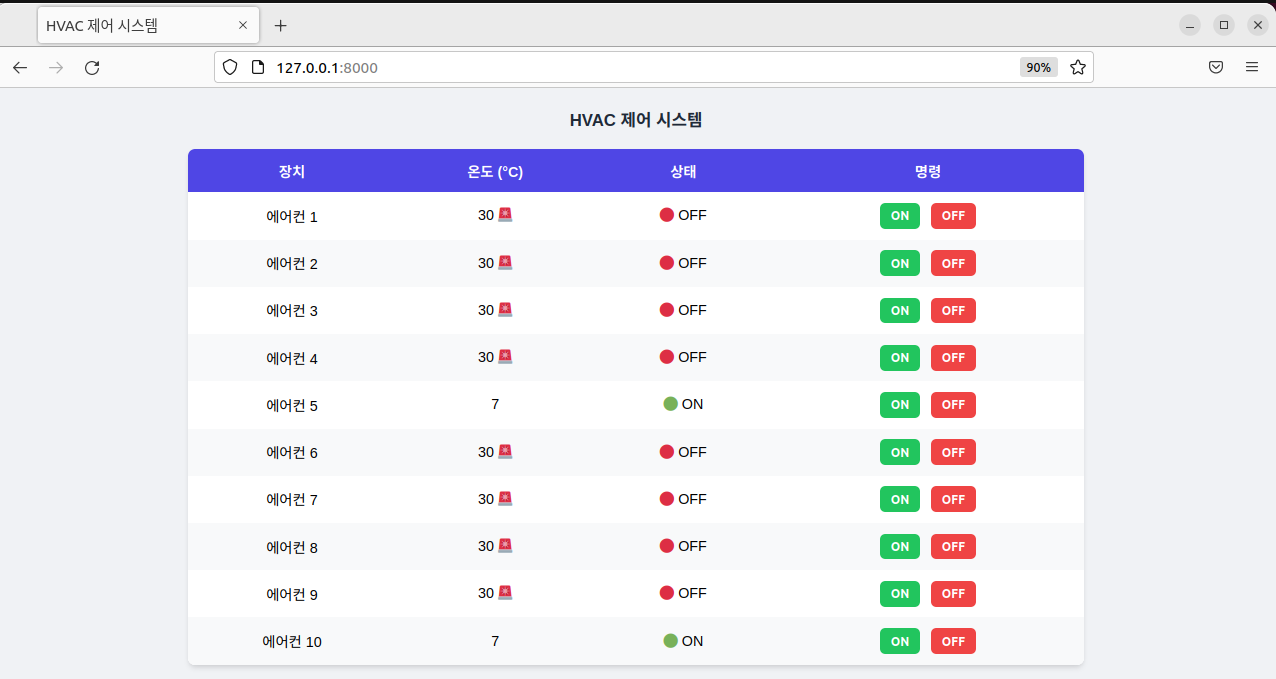 HVAC 제어 시스템
127.0.0.1:8000
90%
HVAC 제어 시스템
장치 온도 (°C) 상태 명령
에어컨 1 30 🚨 🔴 OFF ON OFF
에어컨 2 30 🚨 🔴 OFF ON OFF
에어컨 3 30 🚨 🔴 OFF ON OFF
에어컨 4 30 🚨 🔴 OFF ON OFF
에어컨 5 7 🟢 ON ON OFF
에어컨 6 30 🚨 🔴 OFF ON OFF
에어컨 7 30 🚨 🔴 OFF ON OFF
에어컨 8 30 🚨 🔴 OFF ON OFF
에어컨 9 30 🚨 🔴 OFF ON OFF
에어컨 10 7 🟢 ON ON OFF